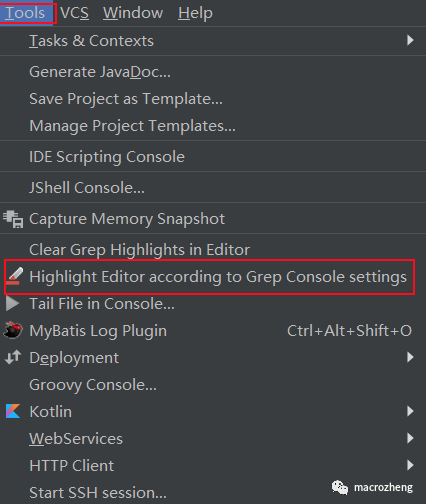 Tools VCS Window Help
Tasks & Contexts
Generate JavaDoc...
Save Project as Template...
Manage Project Templates...
IDE Scripting Console
JShell Console...
Capture Memory Snapshot
Clear Grep Highlights in Editor
Highlight Editor according to Grep Console settings
Tail File in Console...
MyBatis Log Plugin Ctrl+Alt+Shift+O
Deployment
Groovy Console...
Kotlin
WebServices
HTTP Client
Start SSH session...
macrozheng